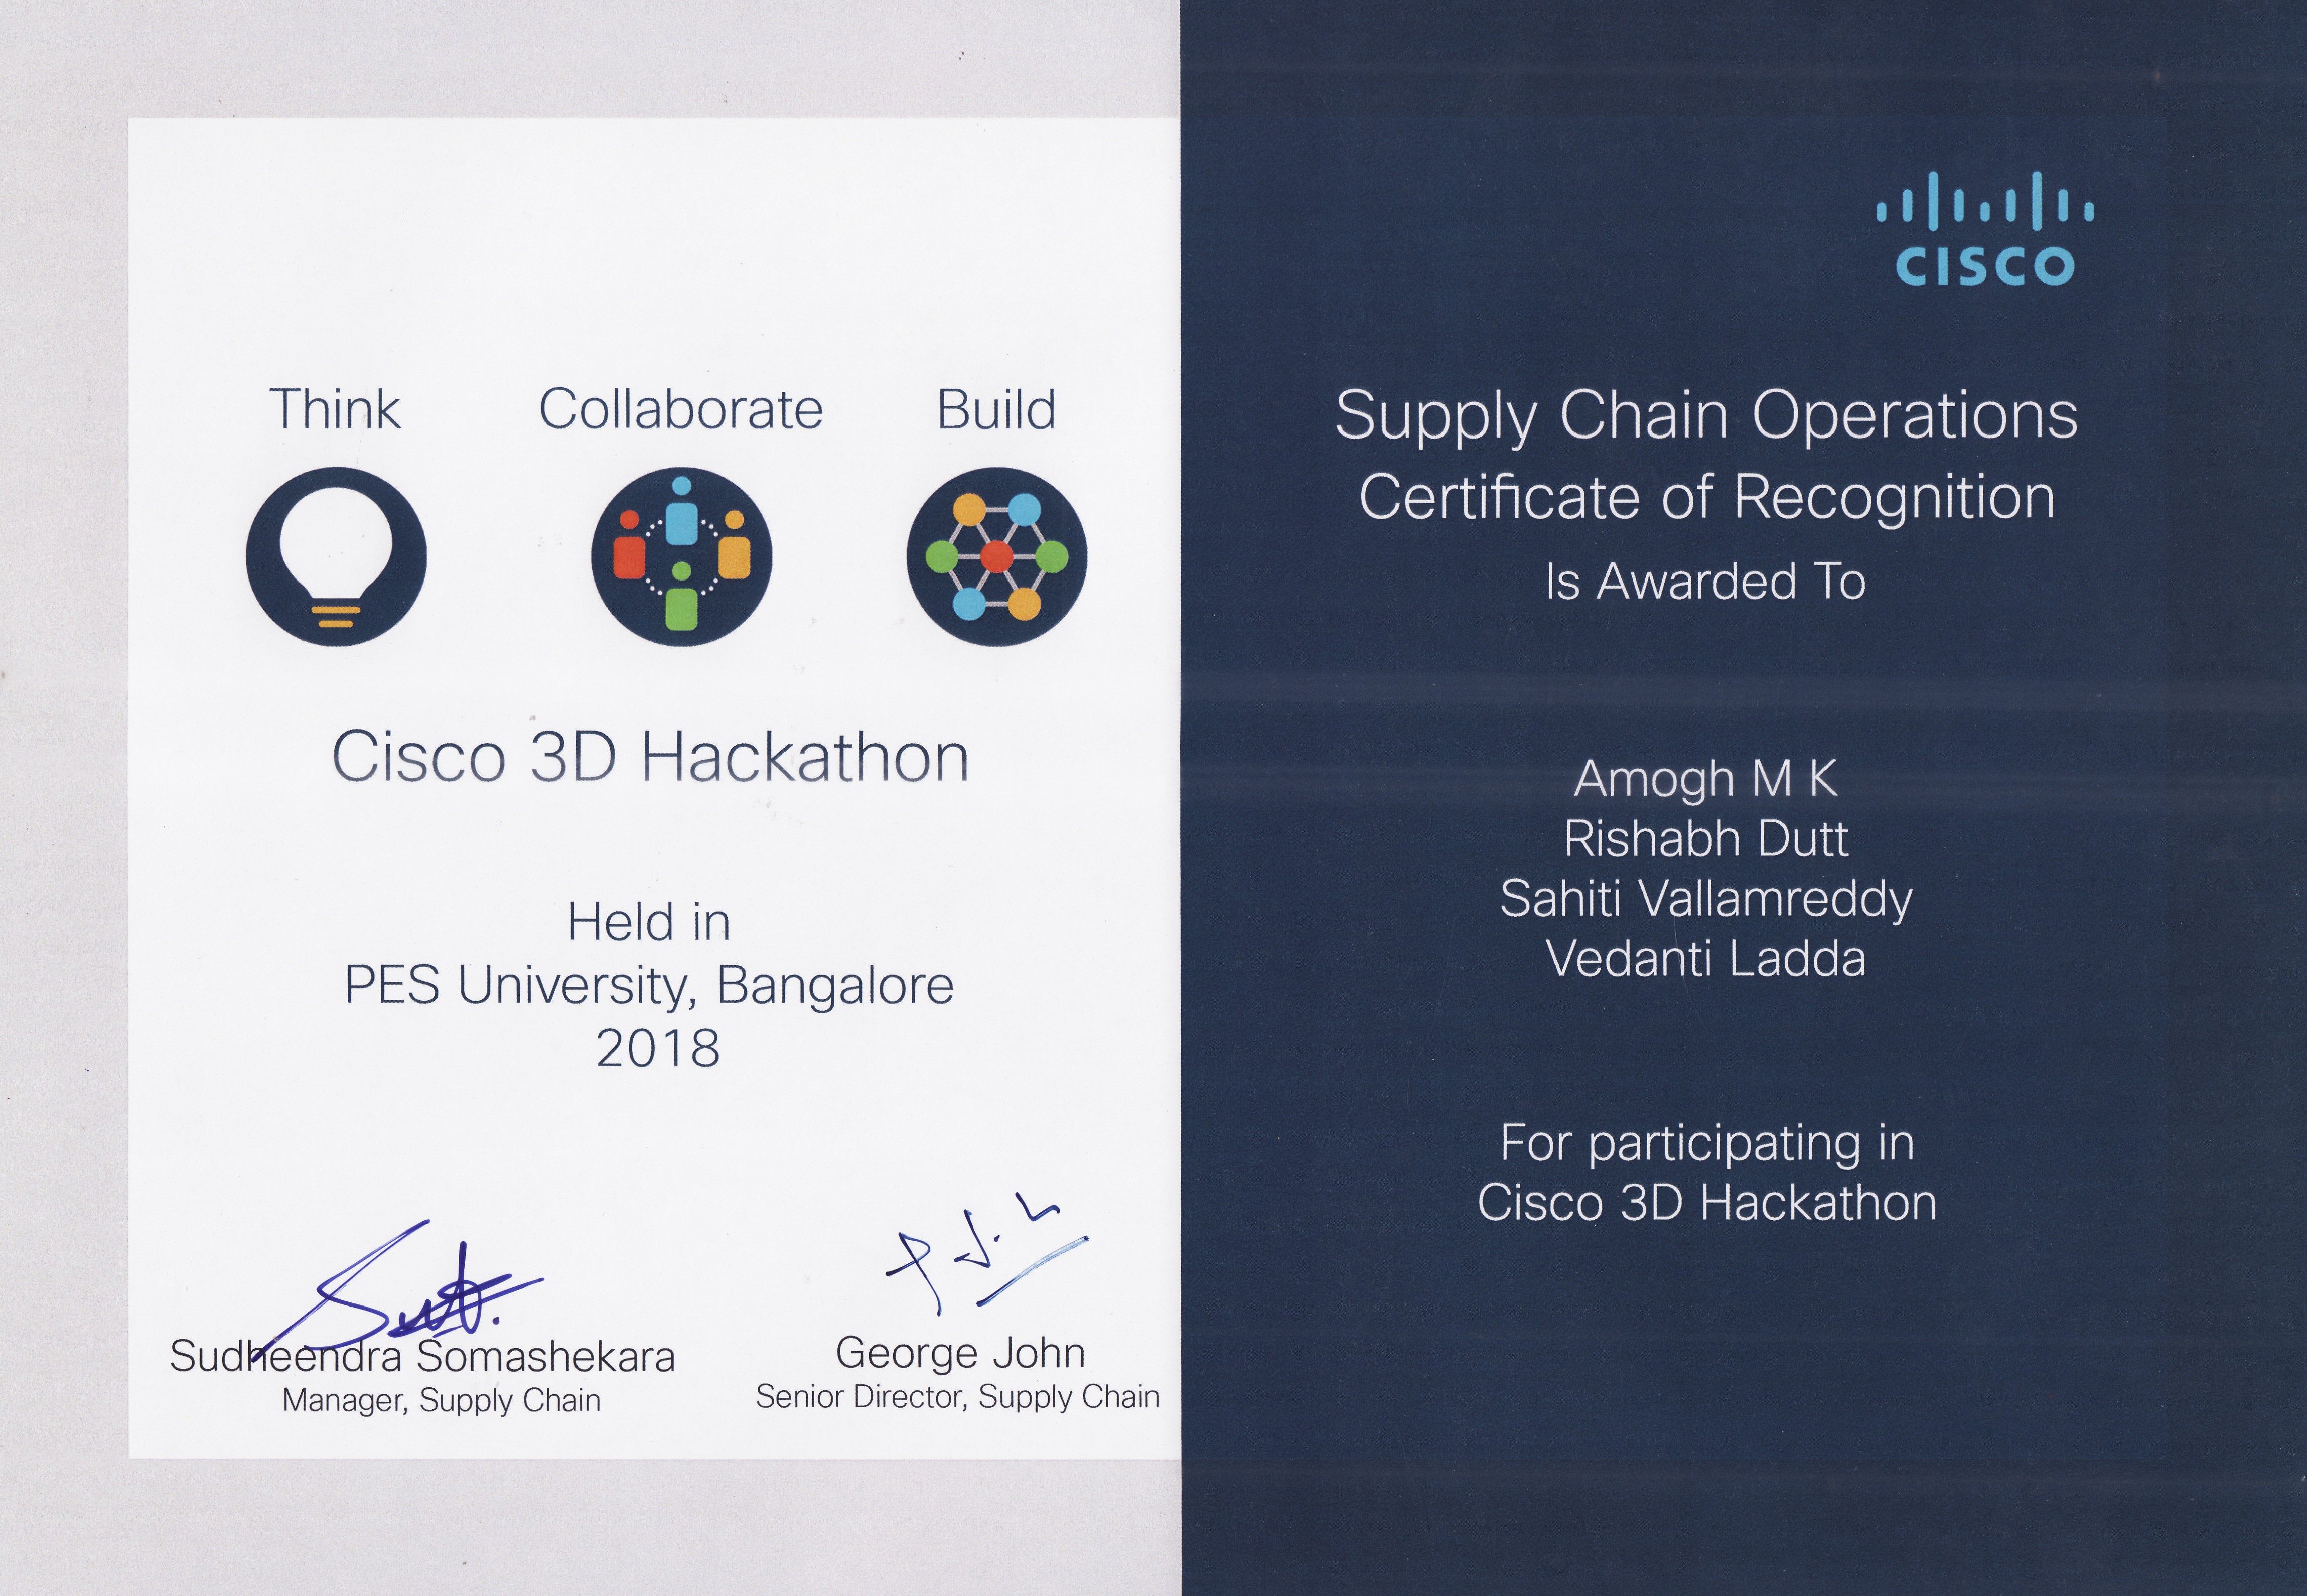 Think Collaborate Build
Cisco 3D Hackathon
Held in
PES University, Bangalore
2018
Sudheendra Somashekara
Manager, Supply Chain
George John
Senior Director, Supply Chain
CISCO
Supply Chain Operations
Certificate of Recognition
Is Awarded To
Amogh M K
Rishabh Dutt
Sahiti Vallamreddy
Vedanti Ladda
For participating in
Cisco 3D Hackathon